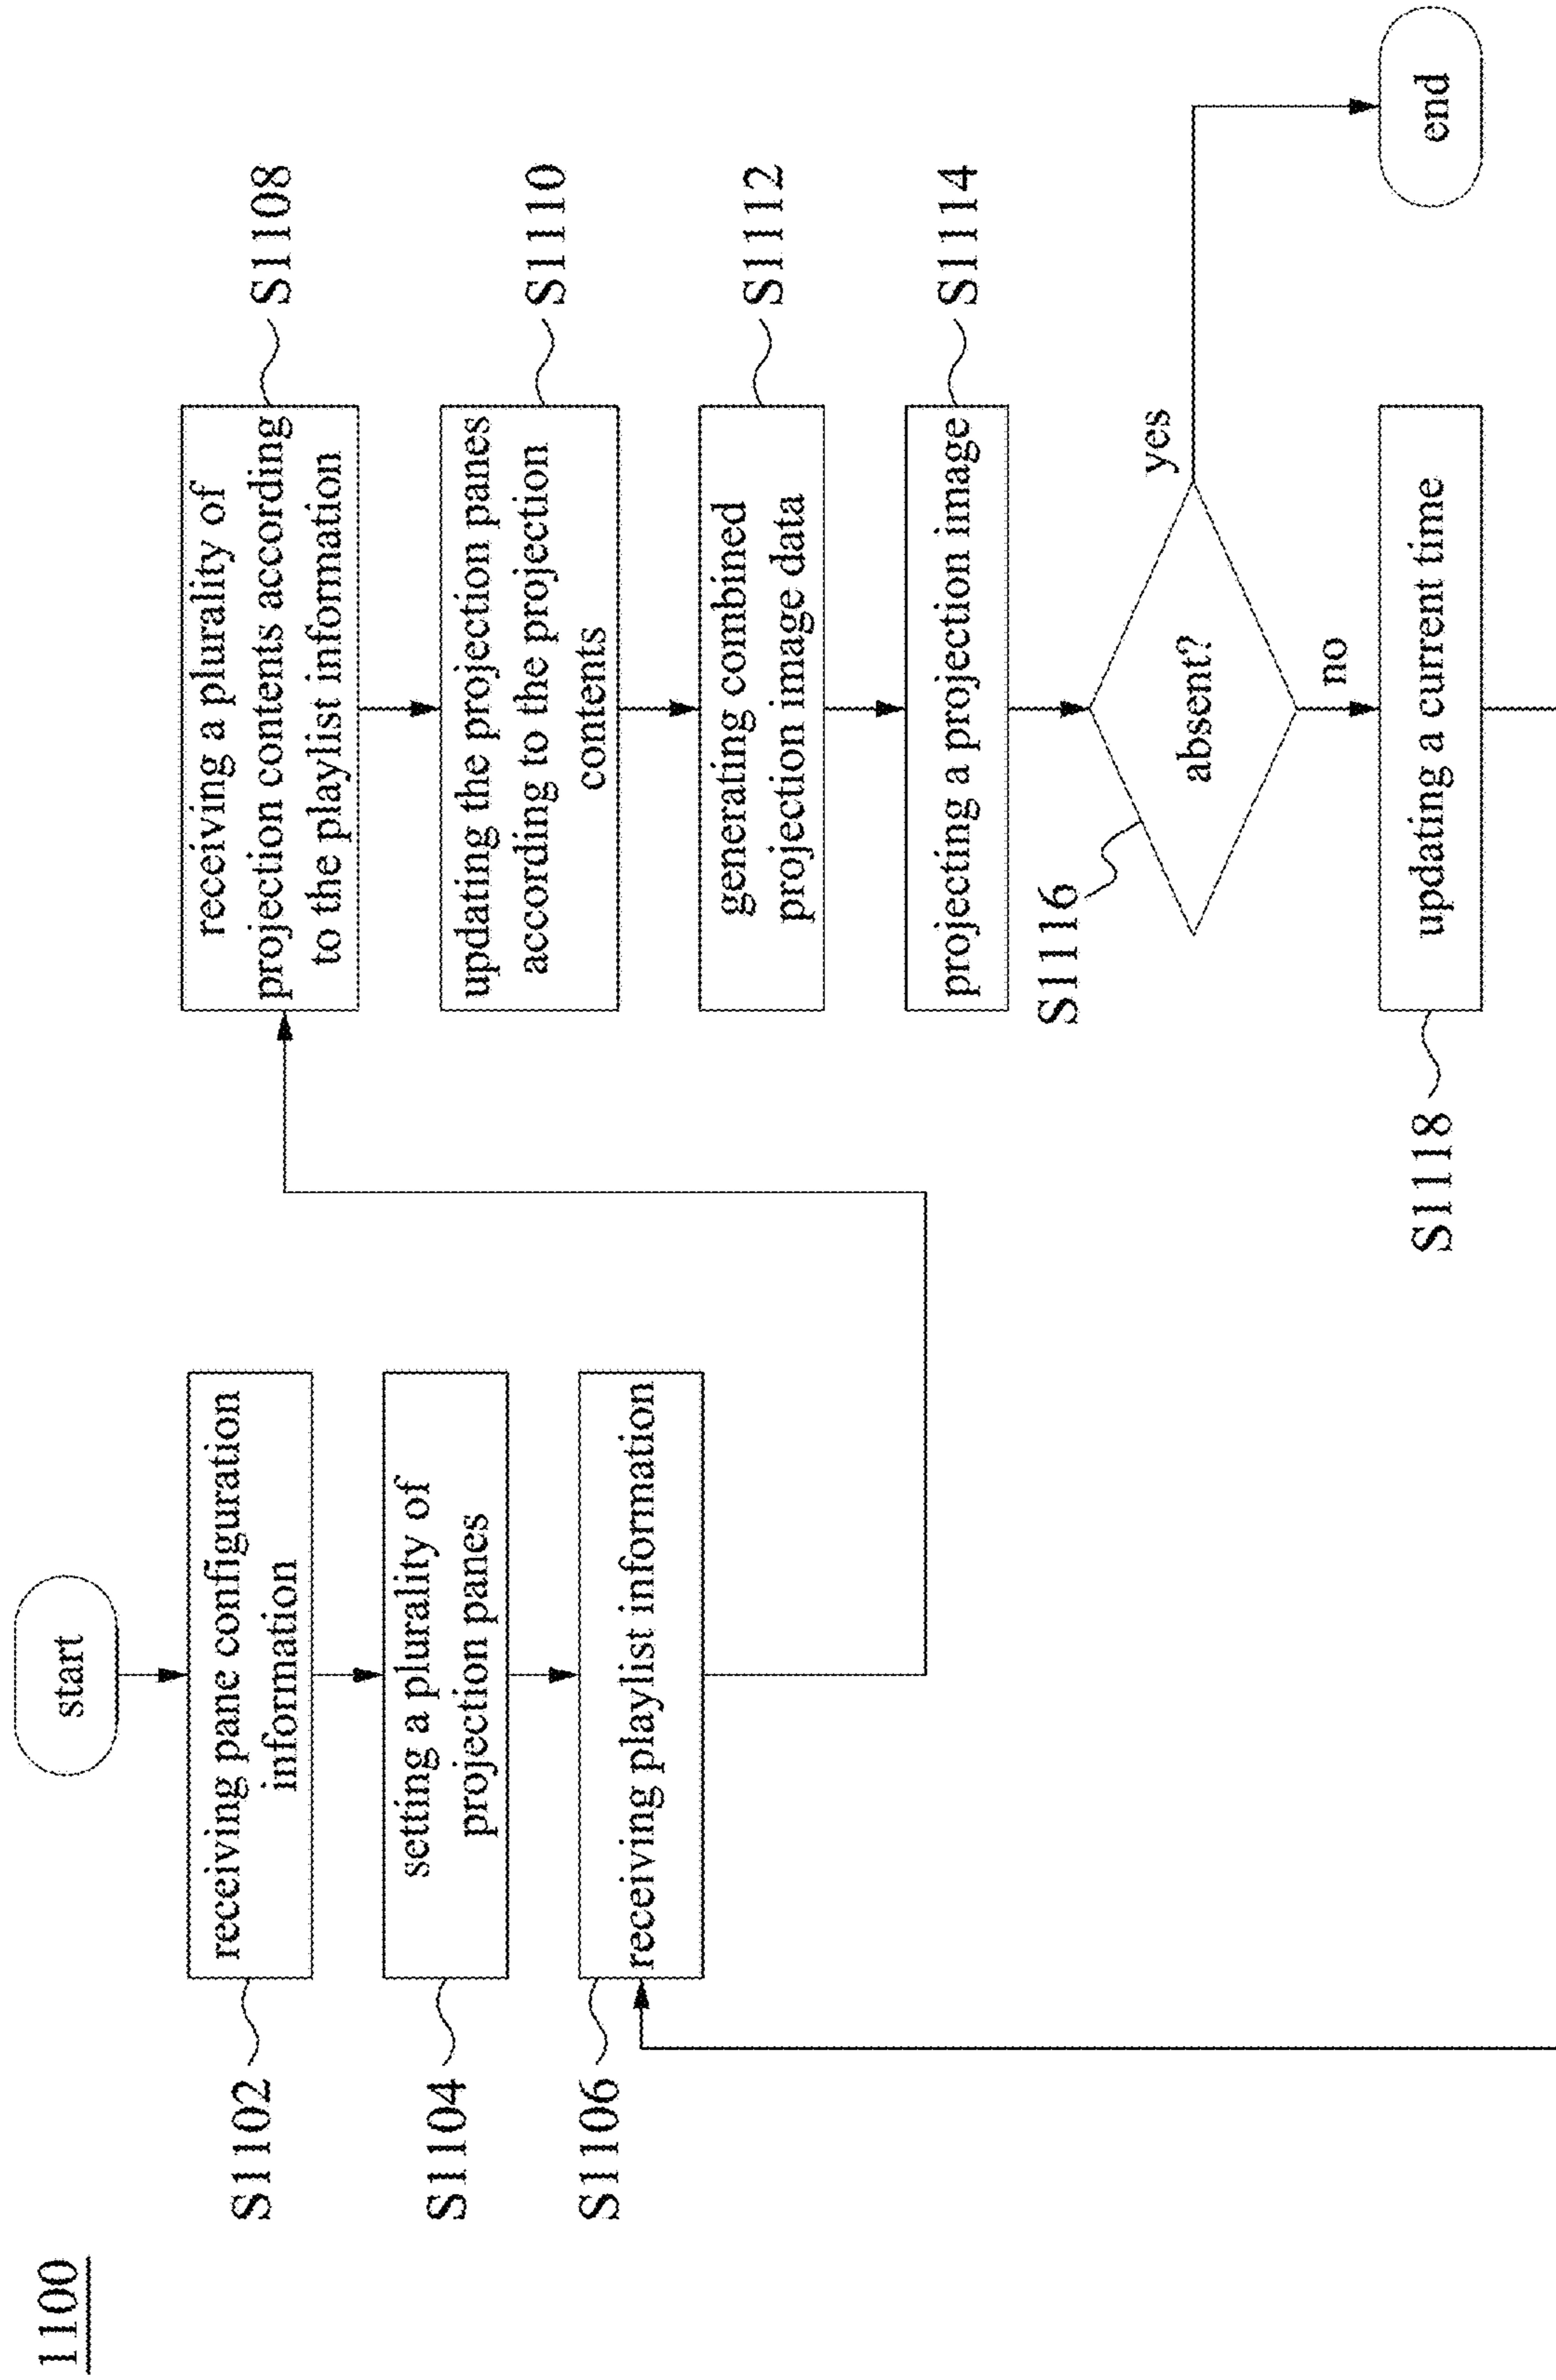 1100
start
S1102
receiving pane configuration
information
S1104
setting a plurality of
projection panes
S1106
receiving playlist information
receiving a plurality of
projection contents according
to the playlist information
S1108
updating the projection panes
according to the projection
contents
S1110
generating combined
projection image data
S1112
projecting a projection image
S1114
S1116
absent?
yes
end
no
updating a current time
S1118